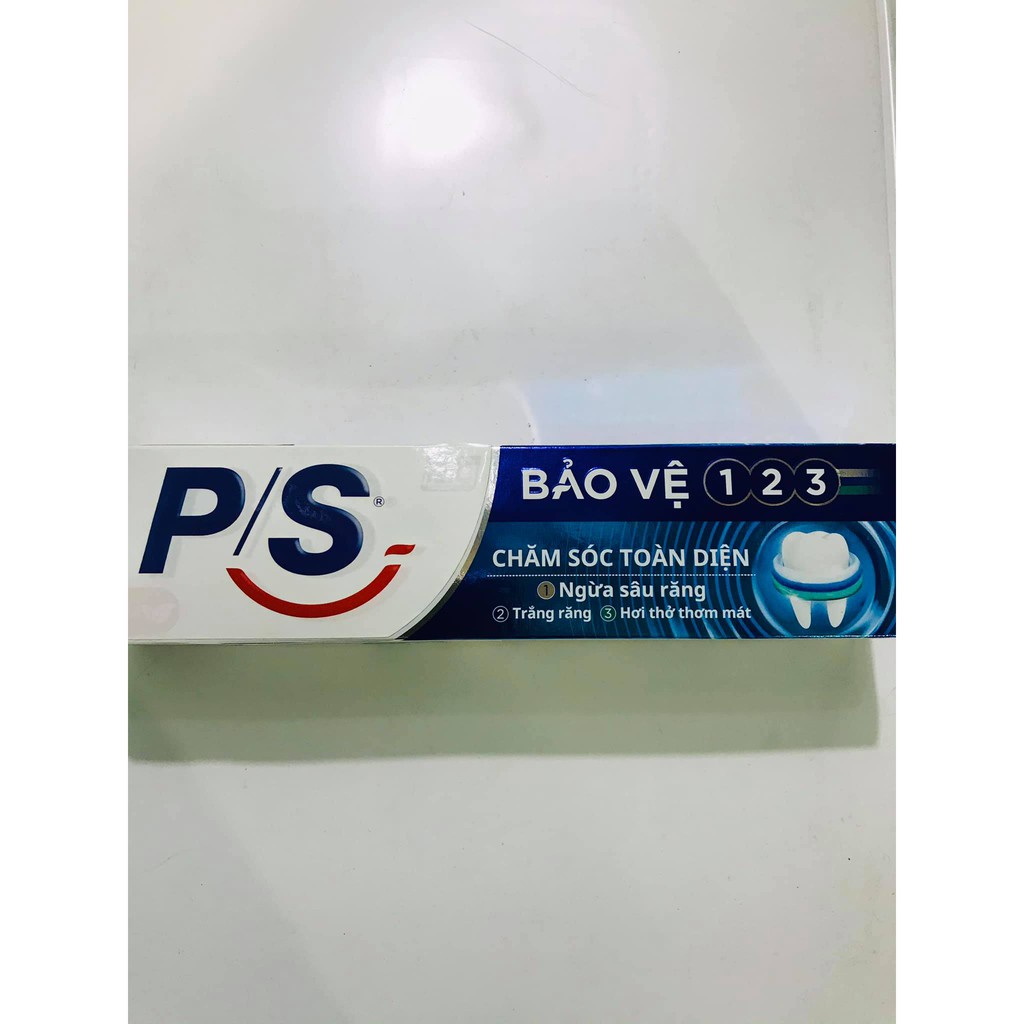 P/S®
BẢO VỆ 1 2 3
CHĂM SÓC TOÀN DIỆN
1 Ngừa sâu răng
2 Trắng răng 3 Hơi thở thơm mát